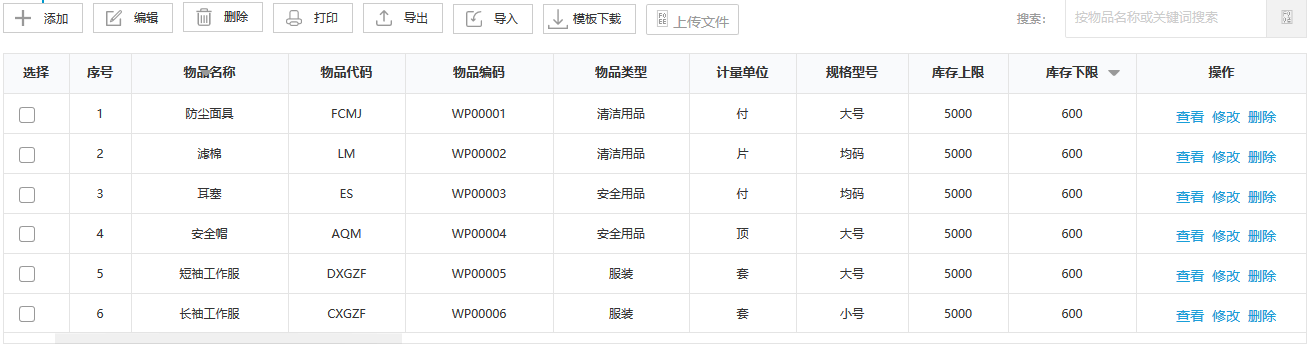 添加 编辑 删除 打印 导出 导入 模板下载 上传文件 搜索： 按物品名称或关键词搜索
选择 序号 物品名称 物品代码 物品编码 物品类型 计量单位 规格型号 库存上限 库存下限 操作
1 防尘面具 FCMJ WP00001 清洁用品 付 大号 5000 600 查看 修改 删除
2 滤棉 LM WP00002 清洁用品 片 均码 5000 600 查看 修改 删除
3 耳塞 ES WP00003 安全用品 付 均码 5000 600 查看 修改 删除
4 安全帽 AQM WP00004 安全用品 顶 大号 5000 600 查看 修改 删除
5 短袖工作服 DXGZF WP00005 服装 套 大号 5000 600 查看 修改 删除
6 长袖工作服 CXGZF WP00006 服装 套 小号 5000 600 查看 修改 删除